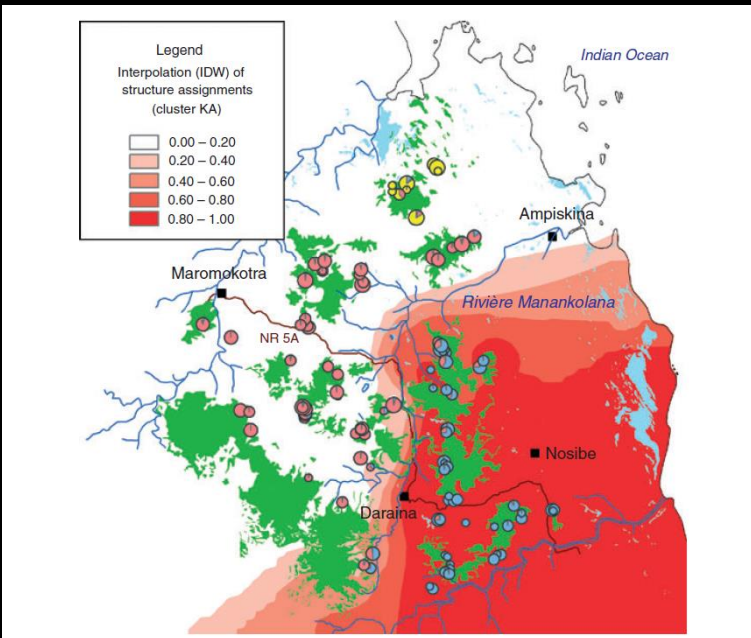 Legend
Interpolation (IDW) of
structure assignments
(cluster KA)
0.00 – 0.20
0.20 – 0.40
0.40 – 0.60
0.60 – 0.80
0.80 – 1.00
Indian Ocean
Ampiskina
Maromokotra
Rivière Manankolana
NR 5A
Nosibe
Daraina